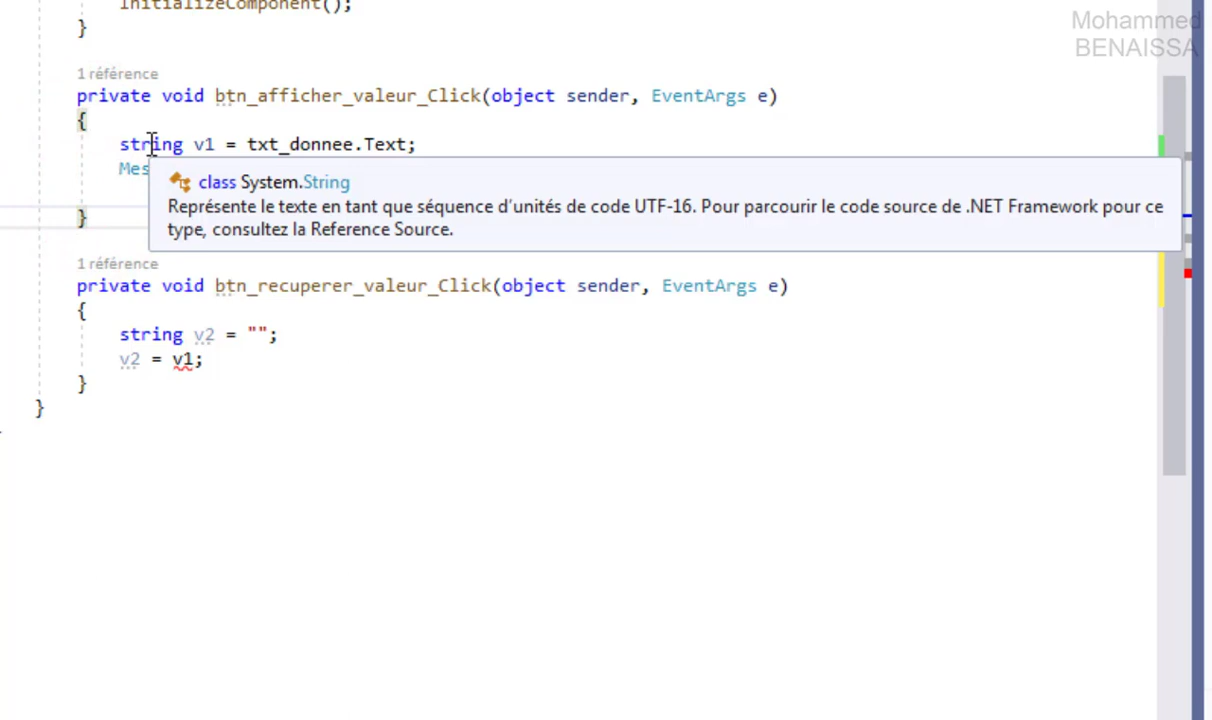 InitializeComponent();
}
Mohammed
BENAISSA
1 référence
private void btn_afficher_valeur_Click(object sender, EventArgs e)
{
string v1 = txt_donnee.Text;
Mes
class System.String
Représente le texte en tant que séquence d'unités de code UTF-16. Pour parcourir le code source de .NET Framework pour ce
type, consultez la Reference Source.
}
1 référence
private void btn_recuperer_valeur_Click(object sender, EventArgs e)
{
string v2 = "";
v2 = v1;
}
}